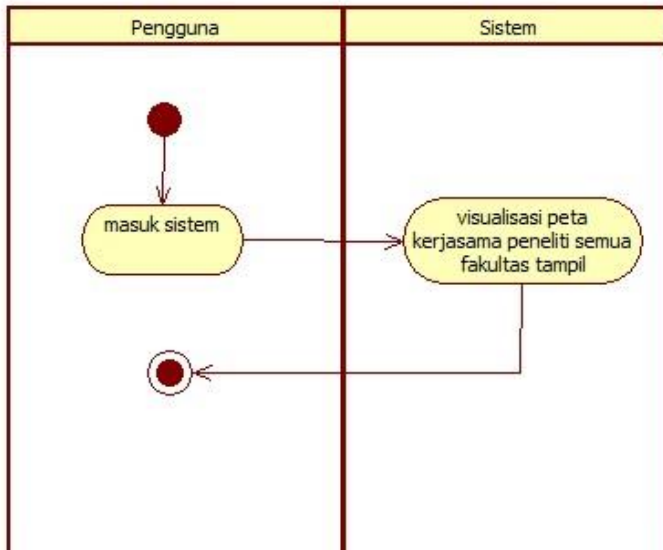 Pengguna
Sistem
masuk sistem
visualisasi peta
kerjasama peneliti semua
fakultas tampil